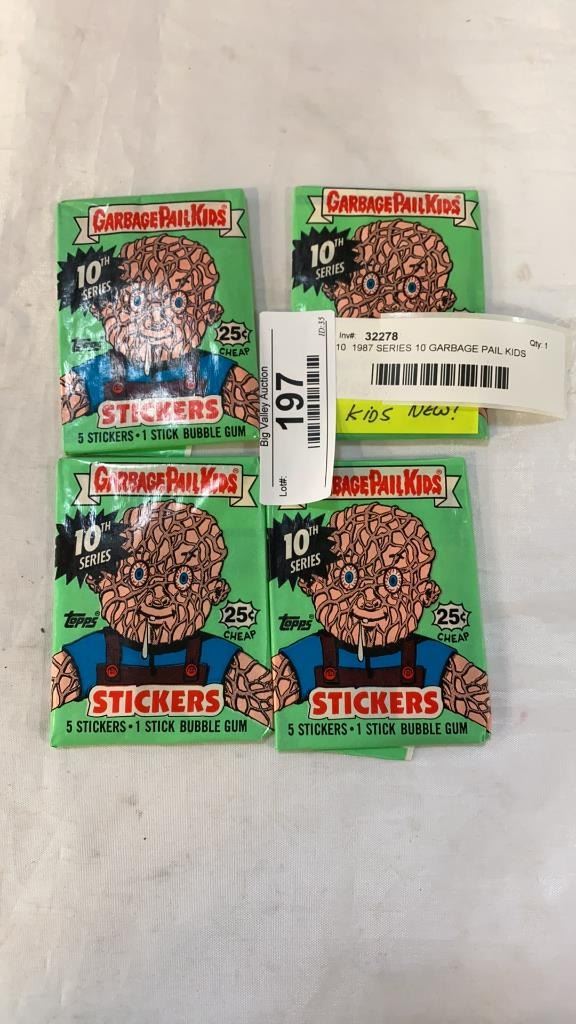 GARBAGE PAIL KIDS
10TH
SERIES
25¢
CHEAP
STICKERS
5 STICKERS • 1 STICK BUBBLE GUM
GARBAGE PAIL KIDS
10TH
SERIES
Inv#: 32278
Qty: 1
10 1987 SERIES 10 GARBAGE PAIL KIDS
KIDS NEW!
Big Valley Auction
197
Lot#:
ID:35
GARBAGE PAIL KIDS
10TH
SERIES
Topps®
25¢
CHEAP
STICKERS
5 STICKERS • 1 STICK BUBBLE GUM
BAGE PAIL KIDS
10TH
SERIES
Topps®
25¢
CHEAP
STICKERS
5 STICKERS • 1 STICK BUBBLE GUM